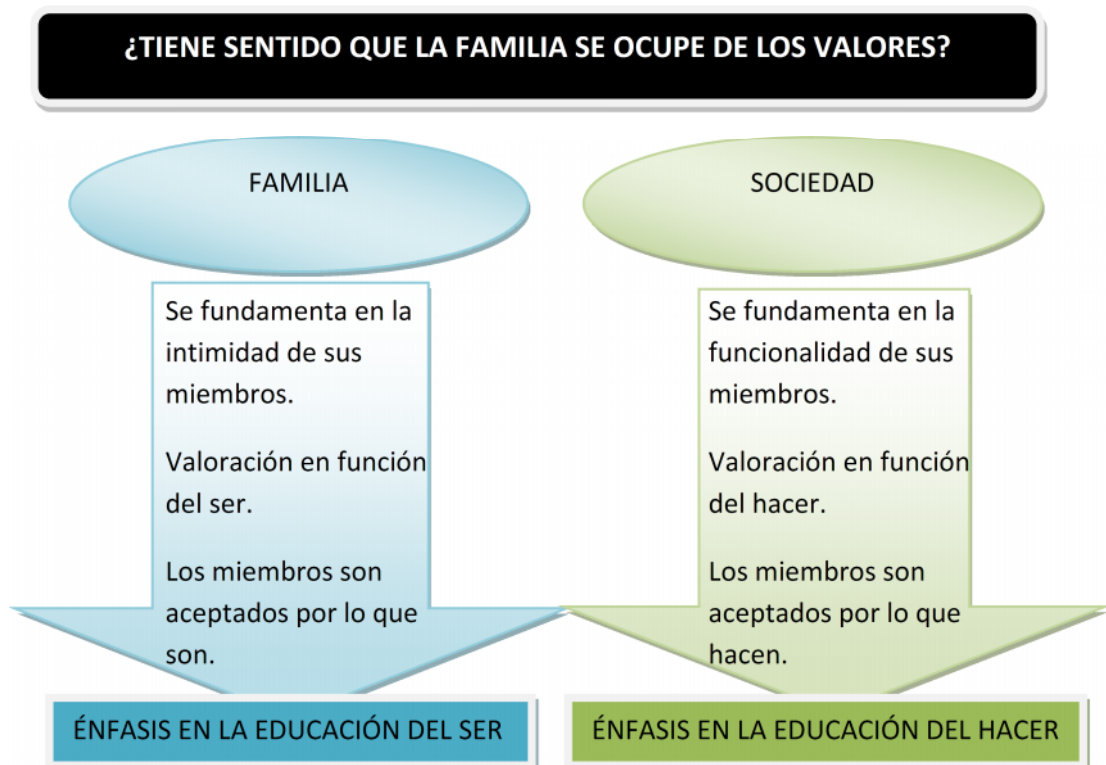 ¿TIENE SENTIDO QUE LA FAMILIA SE OCUPE DE LOS VALORES?
FAMILIA
Se fundamenta en la
intimidad de sus
miembros.
Valoración en función
del ser.
Los miembros son
aceptados por lo que
son.
ÉNFASIS EN LA EDUCACIÓN DEL SER
SOCIEDAD
Se fundamenta en la
funcionalidad de sus
miembros.
Valoración en función
del hacer.
Los miembros son
aceptados por lo que
hacen.
ÉNFASIS EN LA EDUCACIÓN DEL HACER